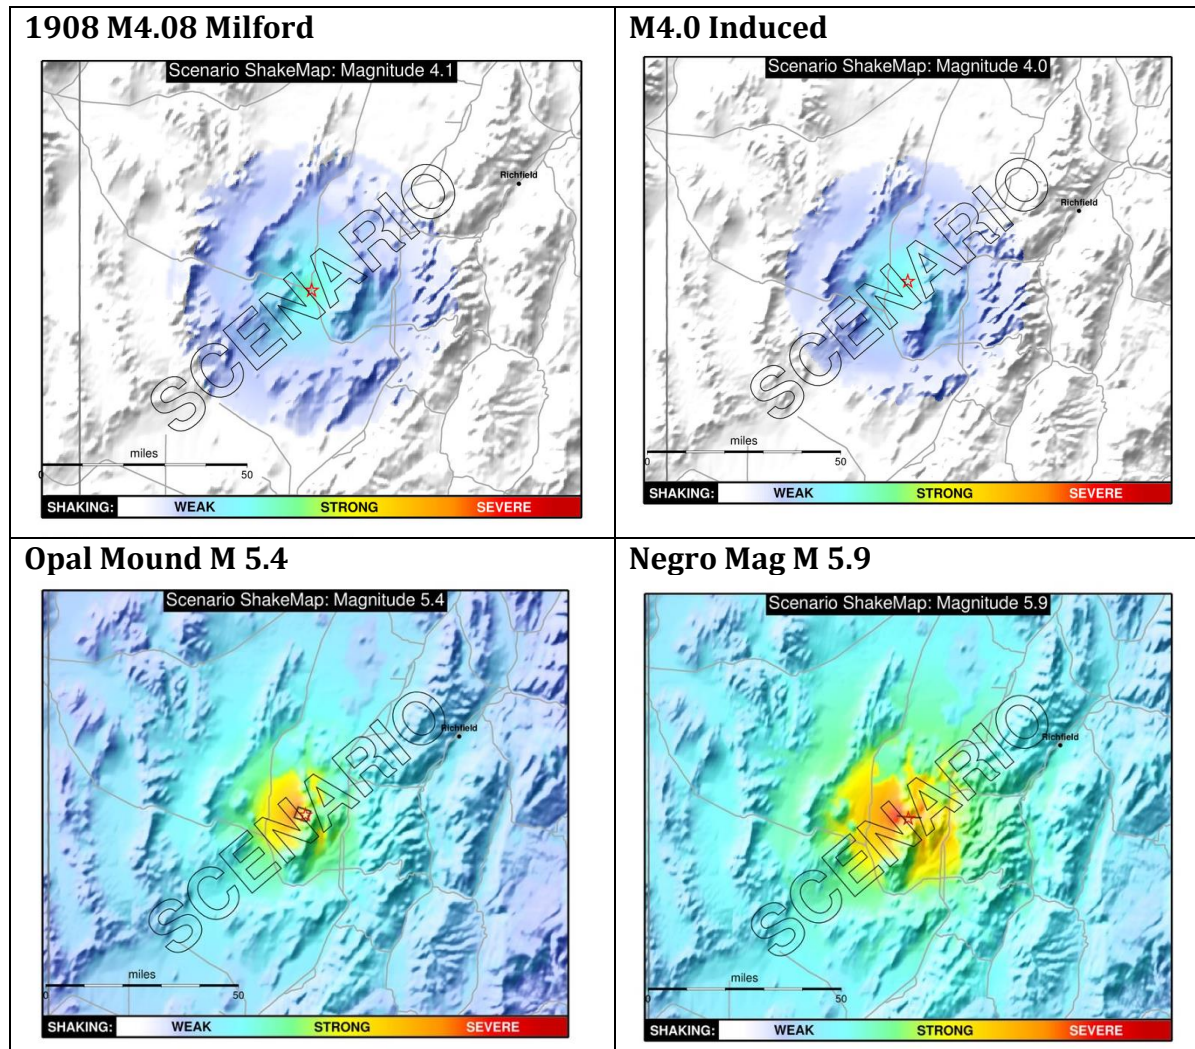 1908 M4.08 Milford
Scenario ShakeMap: Magnitude 4.1
Richfield
SCENARIO
miles
0 50
SHAKING: WEAK STRONG SEVERE
M4.0 Induced
Scenario ShakeMap: Magnitude 4.0
Richfield
SCENARIO
miles
0 50
SHAKING: WEAK STRONG SEVERE
Opal Mound M 5.4
Scenario ShakeMap: Magnitude 5.4
Richfield
SCENARIO
miles
0 50
SHAKING: WEAK STRONG SEVERE
Negro Mag M 5.9
Scenario ShakeMap: Magnitude 5.9
Richfield
SCENARIO
miles
0 50
SHAKING: WEAK STRONG SEVERE